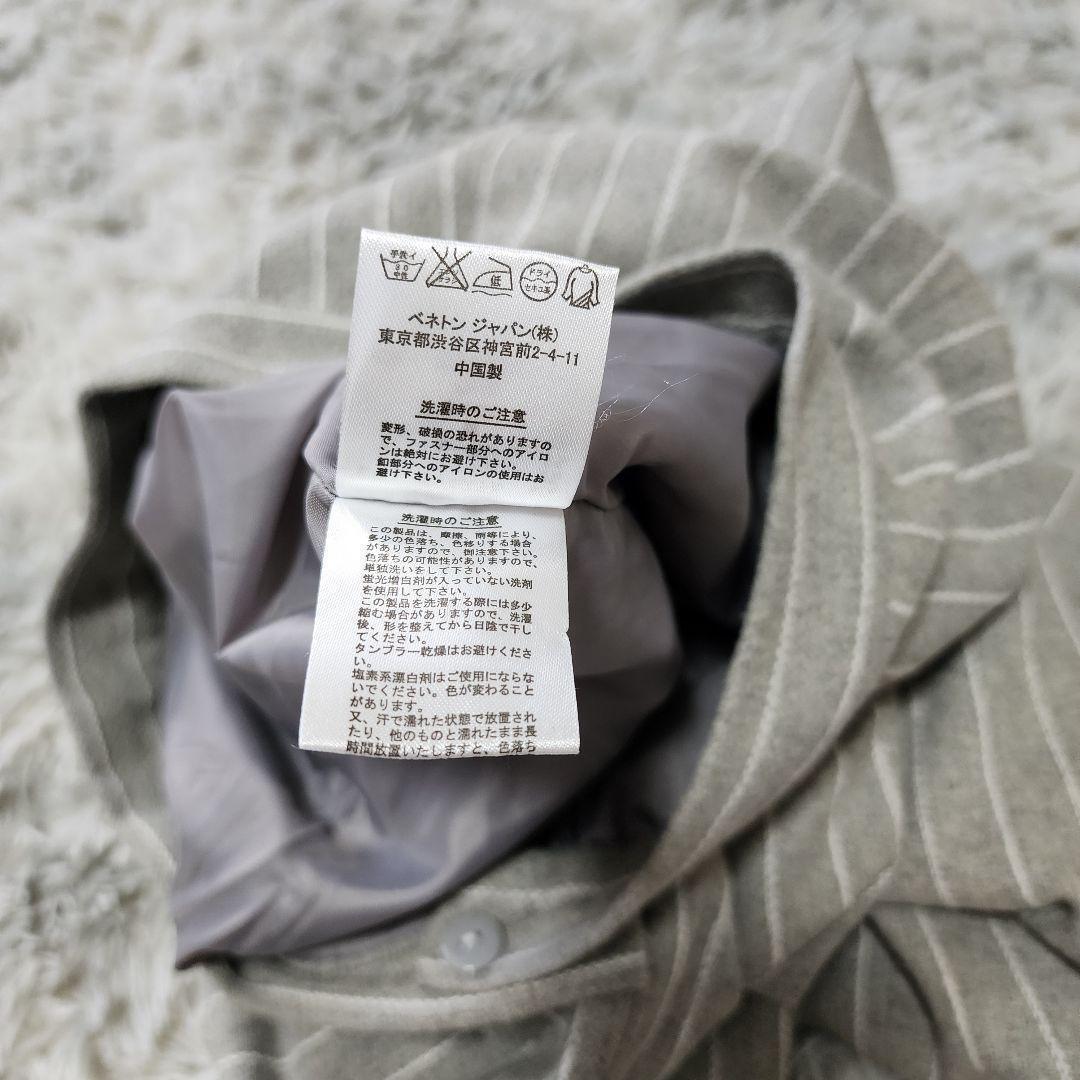 手洗イ 30 中性
低
ドライ セキユ系
ベネトン ジャパン(株)
東京都渋谷区神宮前2-4-11
中国製
洗濯時のご注意
変形、破損の恐れがありますの
で、ファスナー部分へのアイロ
ンは絶対にお避け下さい。
釦部分へのアイロンの使用はお
避け下さい。
洗濯時のご注意
この製品は、摩擦、雨等により、
多少の色落ち、色移りする場合
がありますので、御注意下さい。
色落ちの可能性がありますので、
単独洗いをして下さい。
蛍光増白剤が入っていない洗剤
を使用して下さい。
この製品を洗濯する際には多少
縮む場合がありますので、洗濯
後、形を整えてから日陰で干し
てください。
タンブラー乾燥はお避けくださ
い。
塩素系漂白剤はご使用にならな
いでください。色が変わること
があります。
又、汗で濡れた状態で放置され
たり、他のものと濡れたまま長
時間放置いたしますと、色落ち